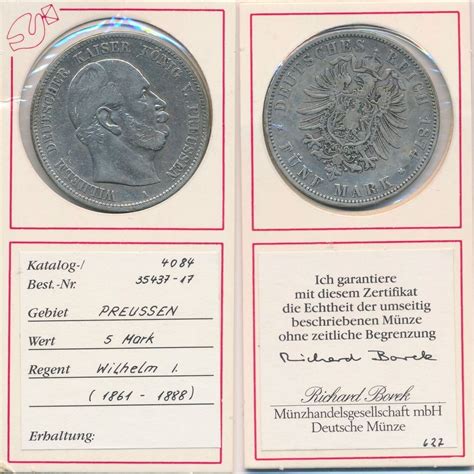 WILHELM DEUTSCHER KAISER KÖNIG V. PREUSSEN
A
DEUTSCHES REICH 1874
FÜNF MARK
Katalog-/ 4084
Best.-Nr. 35437-17
Gebiet PREUSSEN
Wert 5 Mark
Regent Wilhelm I.
(1861 - 1888)
Erhaltung:
Ich garantiere
mit diesem Zertifikat
die Echtheit der umseitig
beschriebenen Münze
ohne zeitliche Begrenzung
Richard Borek
Richard Borek
Münzhandelsgesellschaft mbH
Deutsche Münze
627